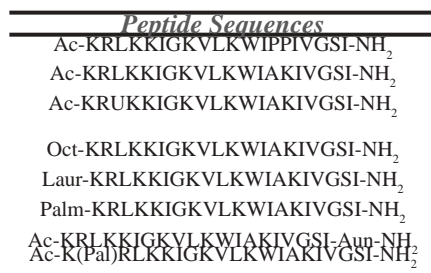 Peptide Sequences
Ac-KRLKKIGKVLKWIPPIVGSI-NH2
Ac-KRLKKIGKVLKWIAKIVGSI-NH2
Ac-KRUKKIGKVLKWIAKIVGSI-NH2
Oct-KRLKKIGKVLKWIAKIVGSI-NH2
Laur-KRLKKIGKVLKWIAKIVGSI-NH2
Palm-KRLKKIGKVLKWIAKIVGSI-NH2
Ac-KRLKKIGKVLKWIAKIVGSI-Aun-NH2
Ac-K(Pal)RLKKIGKVLKWIAKIVGSI-NH2